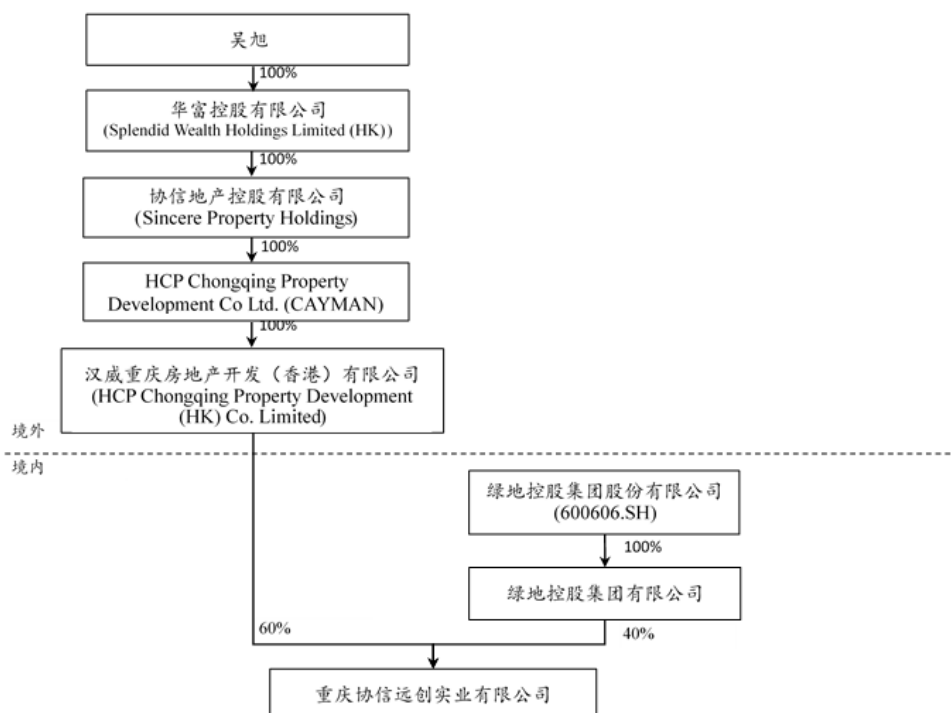 吴旭
100%
华富控股有限公司
(Splendid Wealth Holdings Limited (HK))
100%
协信地产控股有限公司
(Sincere Property Holdings)
100%
HCP Chongqing Property
Development Co Ltd. (CAYMAN)
100%
汉威重庆房地产开发（香港）有限公司
(HCP Chongqing Property Development
(HK) Co. Limited)
境外
境内
绿地控股集团股份有限公司
(600606.SH)
100%
绿地控股集团有限公司
60%
40%
重庆协信远创实业有限公司